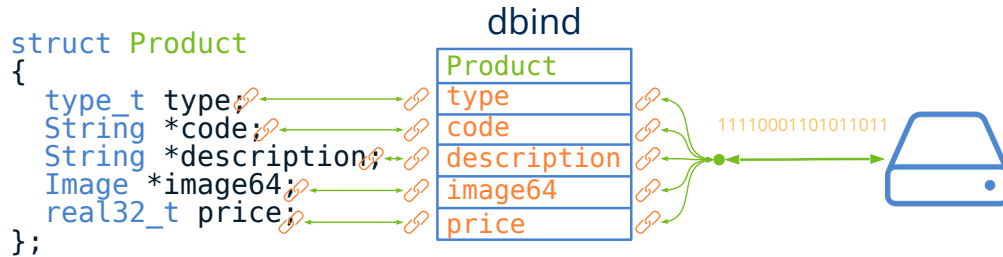 struct Product
{
type_t type;
String *code;
String *description;
Image *image64;
real32_t price;
};
dbind
Product
type
code
description
image64
price
11110001101011011